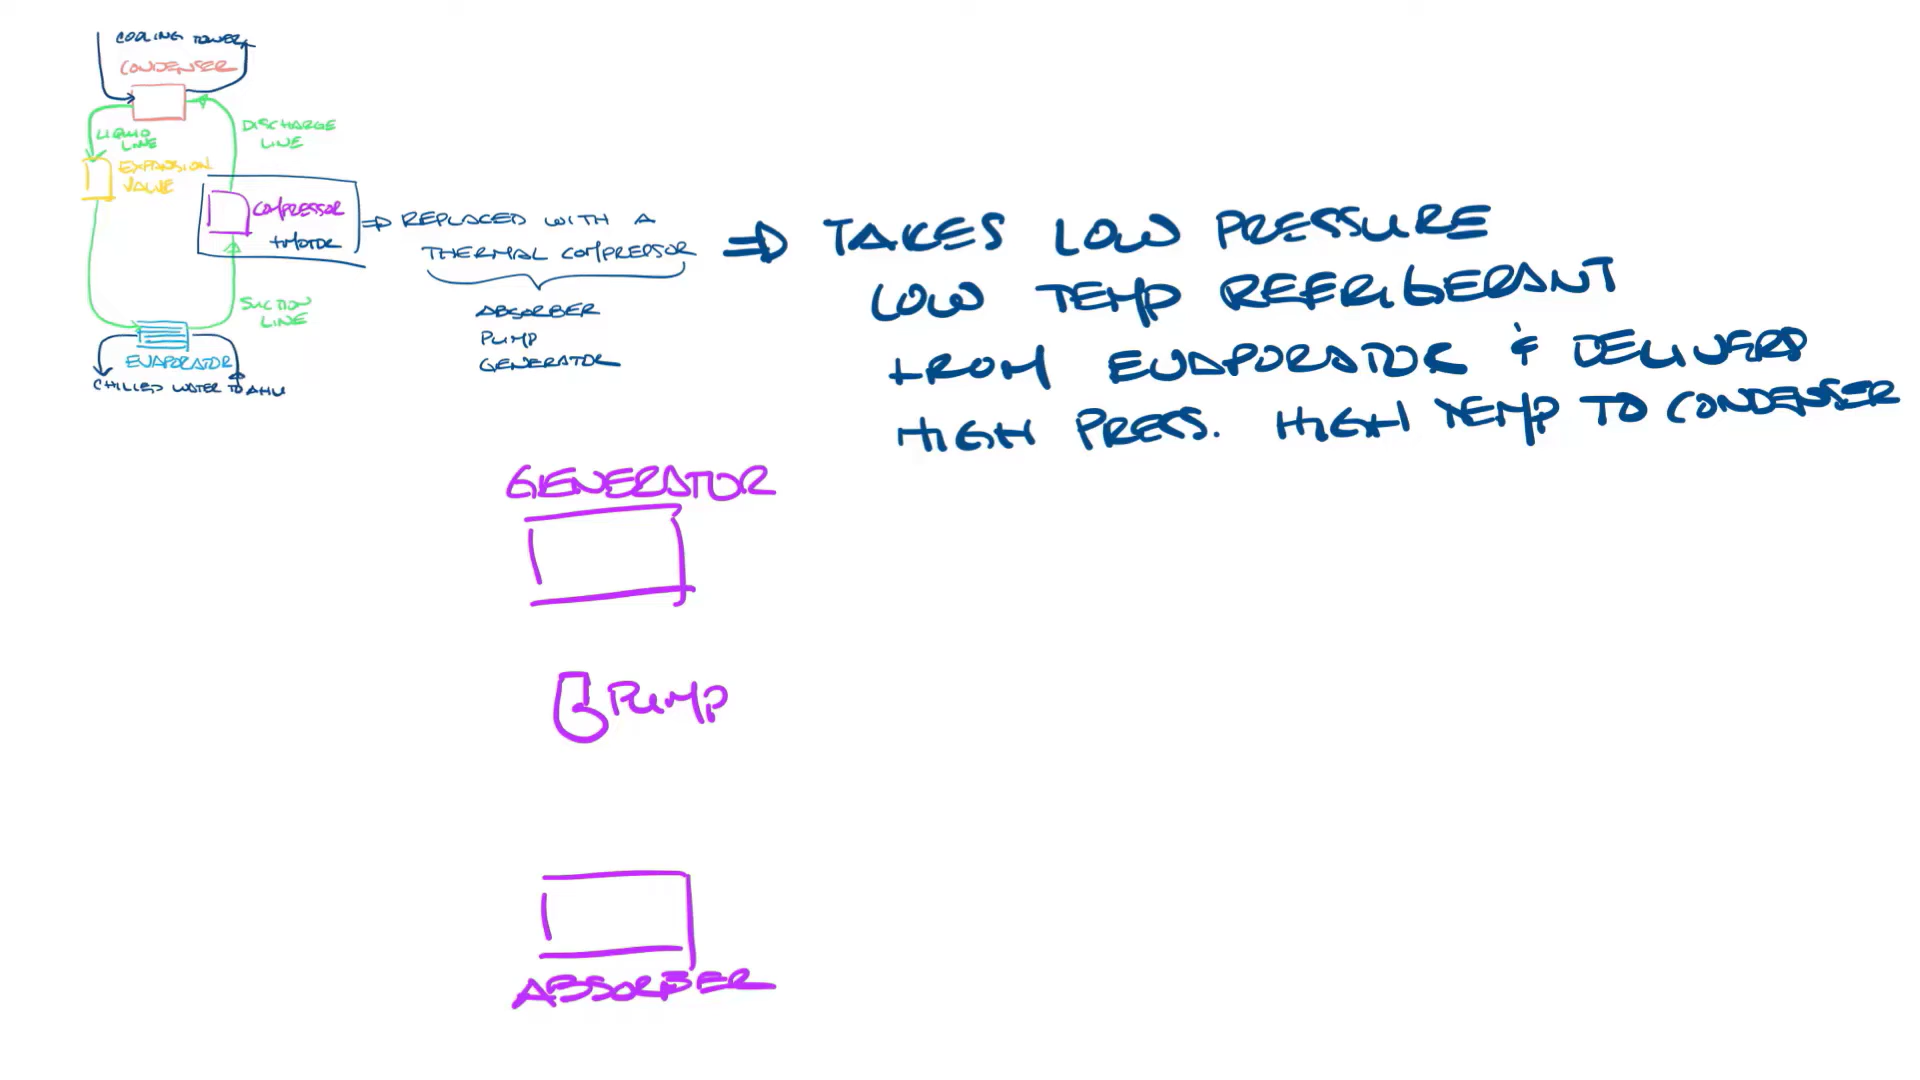 COOLING TOWER
CONDENSER
LIQUID
LINE
DISCHARGE
LINE
EXPANSION
VALVE
COMPRESSOR
+ MOTOR
⇒ REPLACED WITH A
THERMAL COMPRESSOR
ABSORBER
PUMP
GENERATOR
SUCTION
LINE
EVAPORATOR
CHILLED WATER TO AHU
⇒ TAKES LOW PRESSURE
LOW TEMP REFRIGERANT
FROM EVAPORATOR & DELIVERS
HIGH PRESS. HIGH TEMP TO CONDENSER
GENERATOR
PUMP
ABSORBER